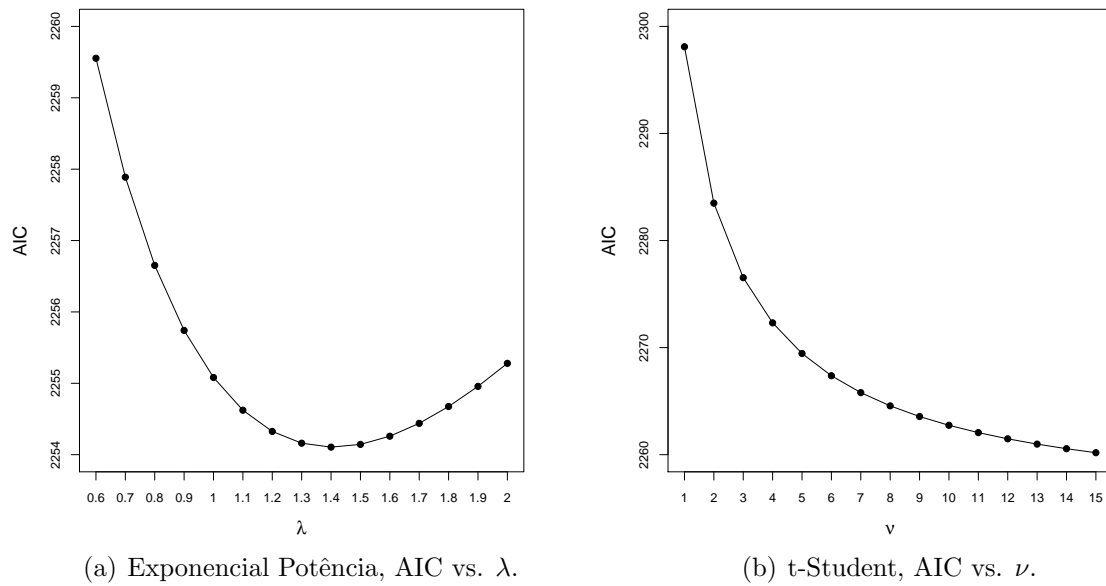 2260
2259
2258
2257
2256
2255
2254
AIC
0.6 0.7 0.8 0.9 1 1.1 1.2 1.3 1.4 1.5 1.6 1.7 1.8 1.9 2
λ
(a) Exponencial Potência, AIC vs. λ.
2300
2290
2280
2270
2260
AIC
1 2 3 4 5 6 7 8 9 10 11 12 13 14 15
ν
(b) t-Student, AIC vs. ν.